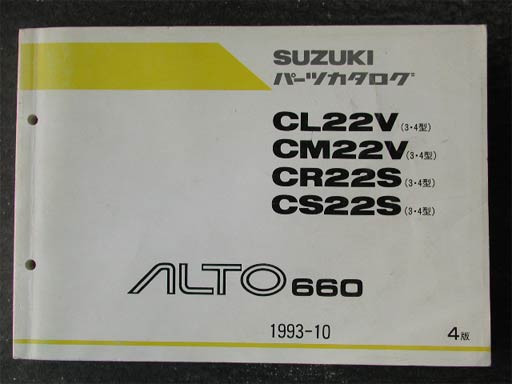 SUZUKI
パーツカタログ
CL22V(3・4型)
CM22V(3・4型)
CR22S(3・4型)
CS22S(3・4型)
ALTO 660
1993-10
4版